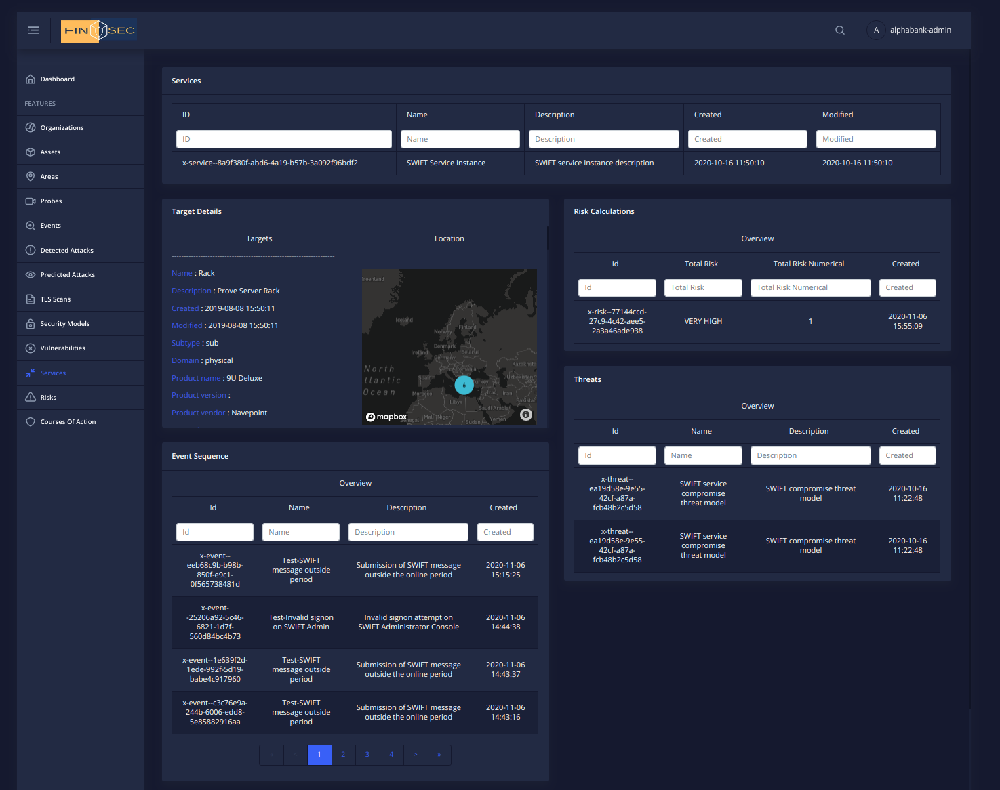 FINSEC
A alphabank-admin
Dashboard
FEATURES
Organizations
Assets
Areas
Probes
Events
Detected Attacks
Predicted Attacks
TLS Scans
Security Models
Vulnerabilities
Services
Risks
Courses Of Action
Services
ID Name Description Created Modified
ID Name Description Created Modified
x-service--8a9f380f-abd6-4a19-b57b-3a092f96bdf2 SWIFT Service Instance SWIFT service Instance description 2020-10-16 11:50:10 2020-10-16 11:50:10
Target Details
Targets Location
--------------------------------------------------------------------
Name : Rack
Description : Prove Server Rack
Created : 2019-08-08 15:50:11
Modified : 2019-08-08 15:50:11
Subtype : sub
Domain : physical
Product name : 9U Deluxe
Product version :
Product vendor : Navepoint
Iceland
Norway
Finland
Denmark
Ireland
Belarus
Germany
Kazakhsta
Romania
North
Uzbekistan
Spain
tlantic
6
urkey
Ocean
Morocco
Iraq Iran
Libya
Saudi Arabia
Mali Niger
Sudan
Yemen
mapbox
Event Sequence
Overview
Id Name Description Created
Id Name Description Created
x-event--
eeb68c9b-b98b-
850f-e9c1-
0f565738481d
Test-SWIFT
message outside
period
Submission of SWIFT message
outside the online period
2020-11-06
15:15:25
x-event-
-25206a92-5c46-
6821-1d7f-
560d84bc4b73
Test-Invalid signon
on SWIFT Admin
Invalid signon attempt on
SWIFT Administrator Console
2020-11-06
14:44:38
x-event--1e639f2d-
1ede-992f-5d19-
babe4c917960
Test-SWIFT
message outside
period
Submission of SWIFT message
outside the online period
2020-11-06
14:43:37
x-event--c3c76e9a-
244b-6006-edd8-
5e85882916aa
Test-SWIFT
message outside
period
Submission of SWIFT message
outside the online period
2020-11-06
14:43:16
« < 1 2 3 4 > »
Risk Calculations
Overview
Id Total Risk Total Risk Numerical Created
Id Total Risk Total Risk Numerical Created
x-risk--77144ccd-
27c9-4c42-aee5-
2a3a46ade938
VERY HIGH
1
2020-11-06
15:55:09
Threats
Overview
Id Name Description Created
Id Name Description Created
x-threat--
ea19d58e-9e55-
42cf-a87a-
fcb48b2c5d58
SWIFT service
compromise
threat model
SWIFT compromise threat
model
2020-10-16
11:22:48
x-threat--
ea19d58e-9e55-
42cf-a87a-
fcb48b2c5d58
SWIFT service
compromise
threat model
SWIFT compromise threat
model
2020-10-16
11:22:48